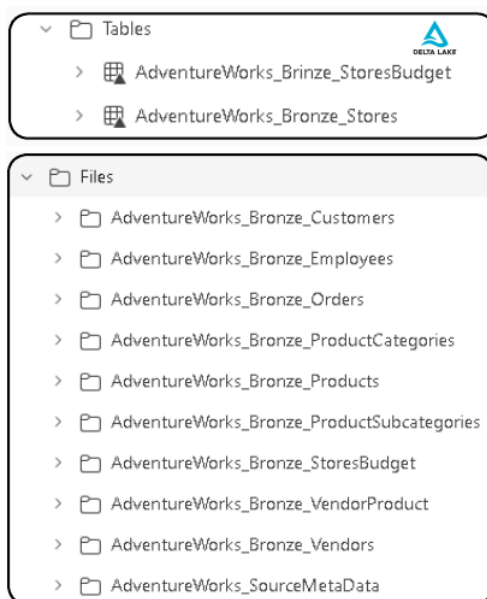 Tables
DELTA LAKE
AdventureWorks_Brinze_StoresBudget
AdventureWorks_Bronze_Stores
Files
AdventureWorks_Bronze_Customers
AdventureWorks_Bronze_Employees
AdventureWorks_Bronze_Orders
AdventureWorks_Bronze_ProductCategories
AdventureWorks_Bronze_Products
AdventureWorks_Bronze_ProductSubcategories
AdventureWorks_Bronze_StoresBudget
AdventureWorks_Bronze_VendorProduct
AdventureWorks_Bronze_Vendors
AdventureWorks_SourceMetaData